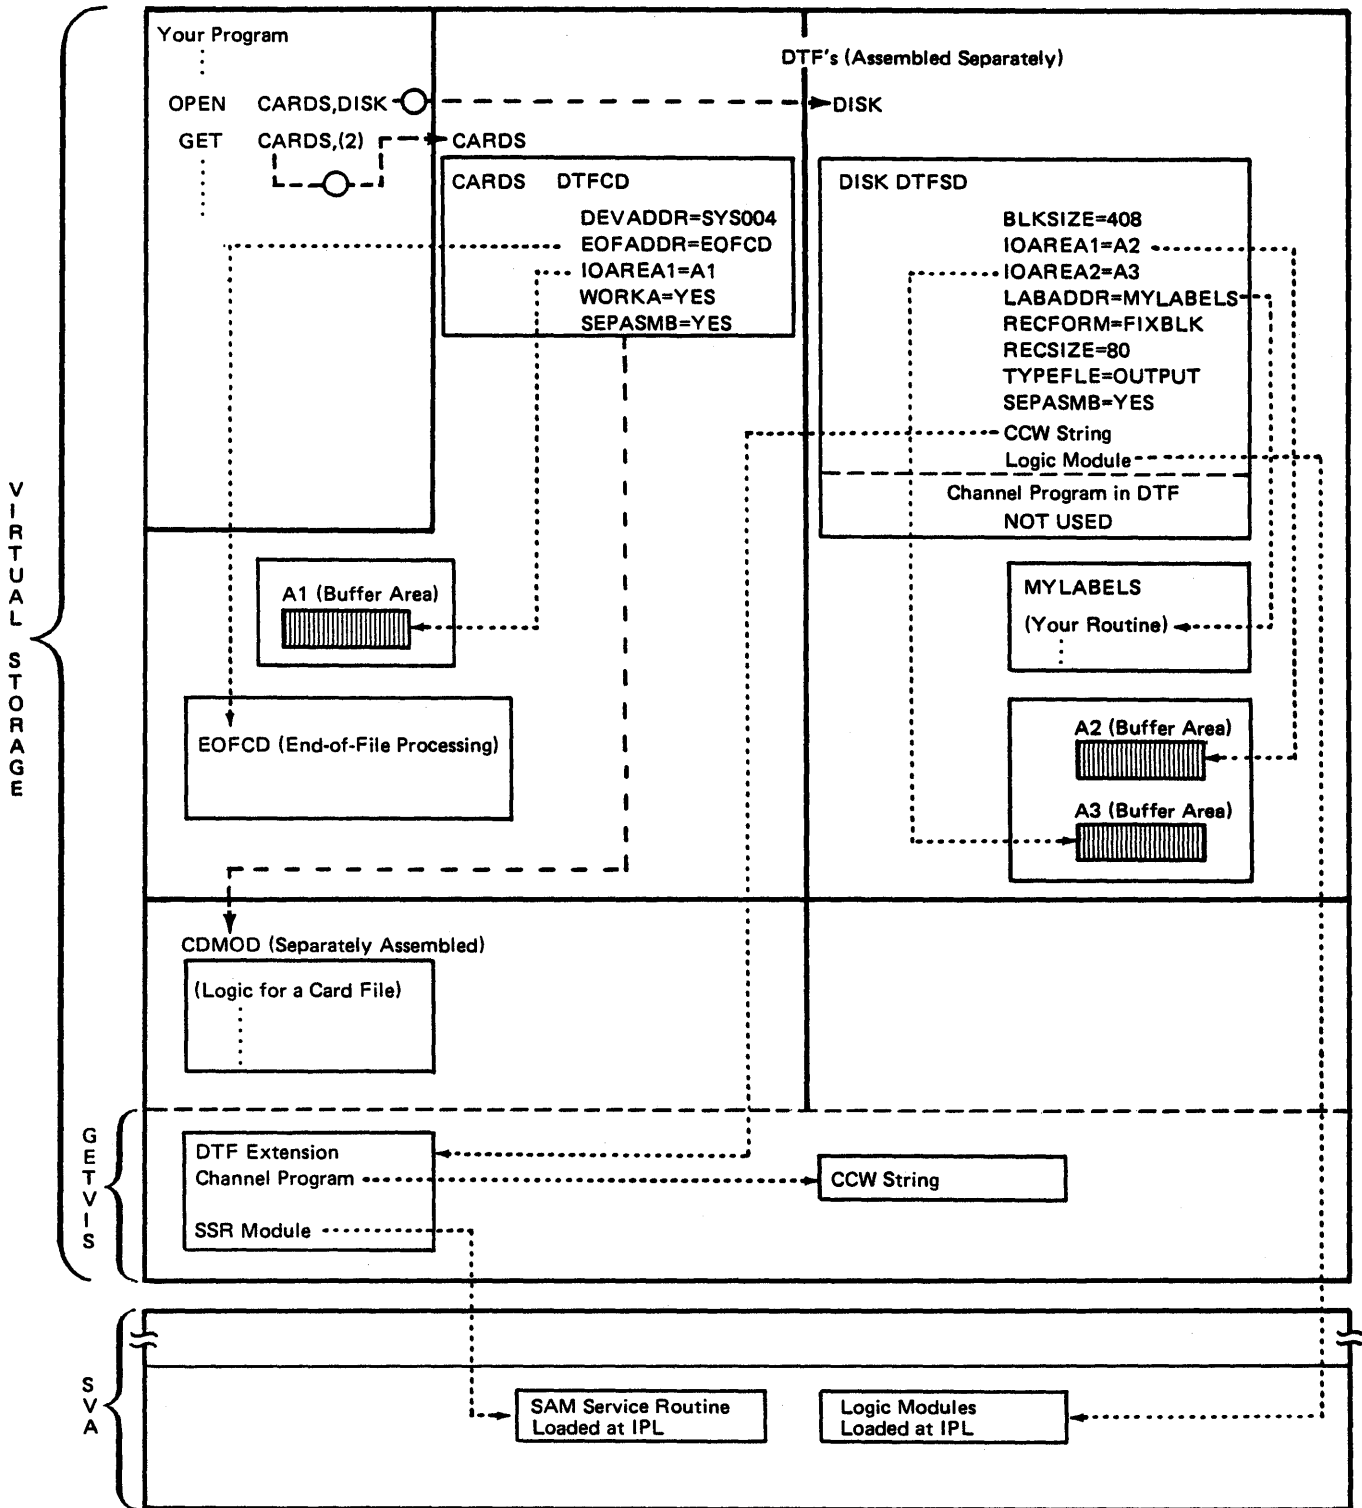 Your Program
DTF's (Assembled Separately)
OPEN CARDS,DISK
DISK
GET CARDS,(2)
CARDS
CARDS DTFCD
DEVADDR=SYS004
EOFADDR=EOFCD
IOAREA1=A1
WORKA=YES
SEPASMB=YES
DISK DTFSD
BLKSIZE=408
IOAREA1=A2
IOAREA2=A3
LABADDR=MYLABELS
RECFORM=FIXBLK
RECSIZE=80
TYPEFLE=OUTPUT
SEPASMB=YES
CCW String
Logic Module
Channel Program in DTF
NOT USED
VIRTUAL STORAGE
A1 (Buffer Area)
MYLABELS
(Your Routine)
EOFCD (End-of-File Processing)
A2 (Buffer Area)
A3 (Buffer Area)
CDMOD (Separately Assembled)
(Logic for a Card File)
GETVIS
DTF Extension
Channel Program
SSR Module
CCW String
SVA
SAM Service Routine
Loaded at IPL
Logic Modules
Loaded at IPL